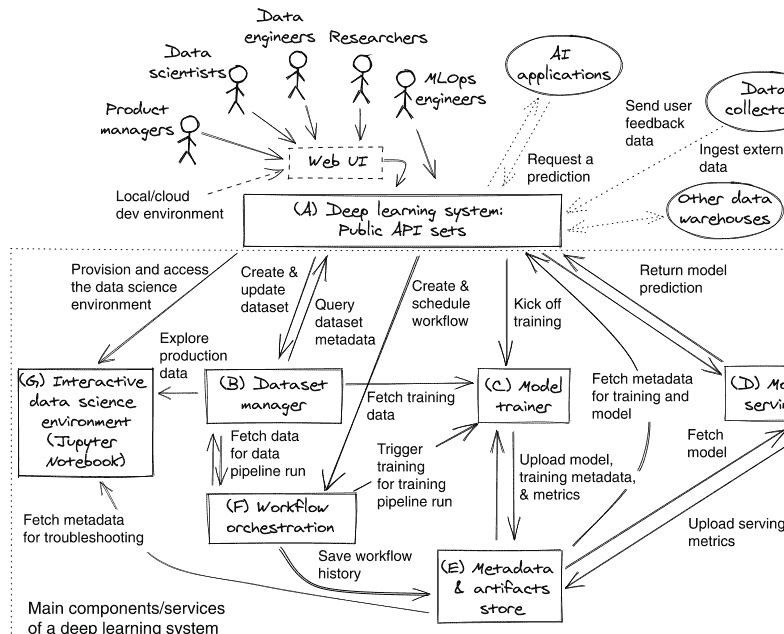 Data
engineers
Researchers
Data
scientists
MLOps
engineers
Product
managers
Web UI
Local/cloud
dev environment
AI
applications
Request a
prediction
Send user
feedback
data
Data
collecto
Ingest extern
data
Other data
warehouses
(A) Deep learning system:
Public API sets
Provision and access
the data science
environment
Create &
update
dataset
Query
dataset
metadata
Create &
schedule
workflow
Kick off
training
Return model
prediction
Explore
production
data
(G) Interactive
data science
environment
(Jupyter
Notebook)
(B) Dataset
manager
Fetch training
data
(C) Model
trainer
Fetch metadata
for training and
model
(D) Mo
servi
Fetch data
for data
pipeline run
Trigger
training
for training
pipeline run
Upload model,
training metadata,
& metrics
Fetch
model
(F) Workflow
orchestration
Fetch metadata
for troubleshooting
Upload serving
metrics
Save workflow
history
(E) Metadata
& artifacts
store
Main components/services
of a deep learning system